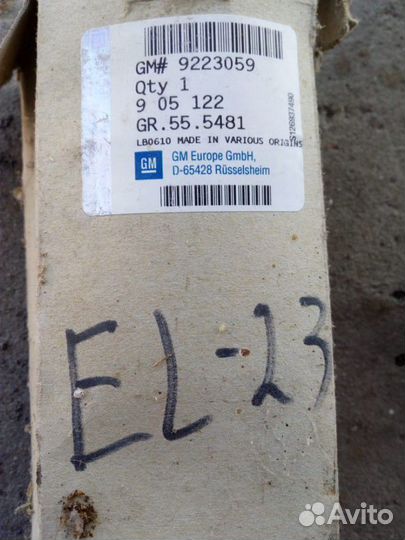 GM# 9223059
Qty 1
9 05 122
GR.55.5481
LB0610 MADE IN VARIOUS ORIGINS
GM
GM Europe GmbH,
D-65428 Rüsselsheim
S126937490
EL-23
Avito